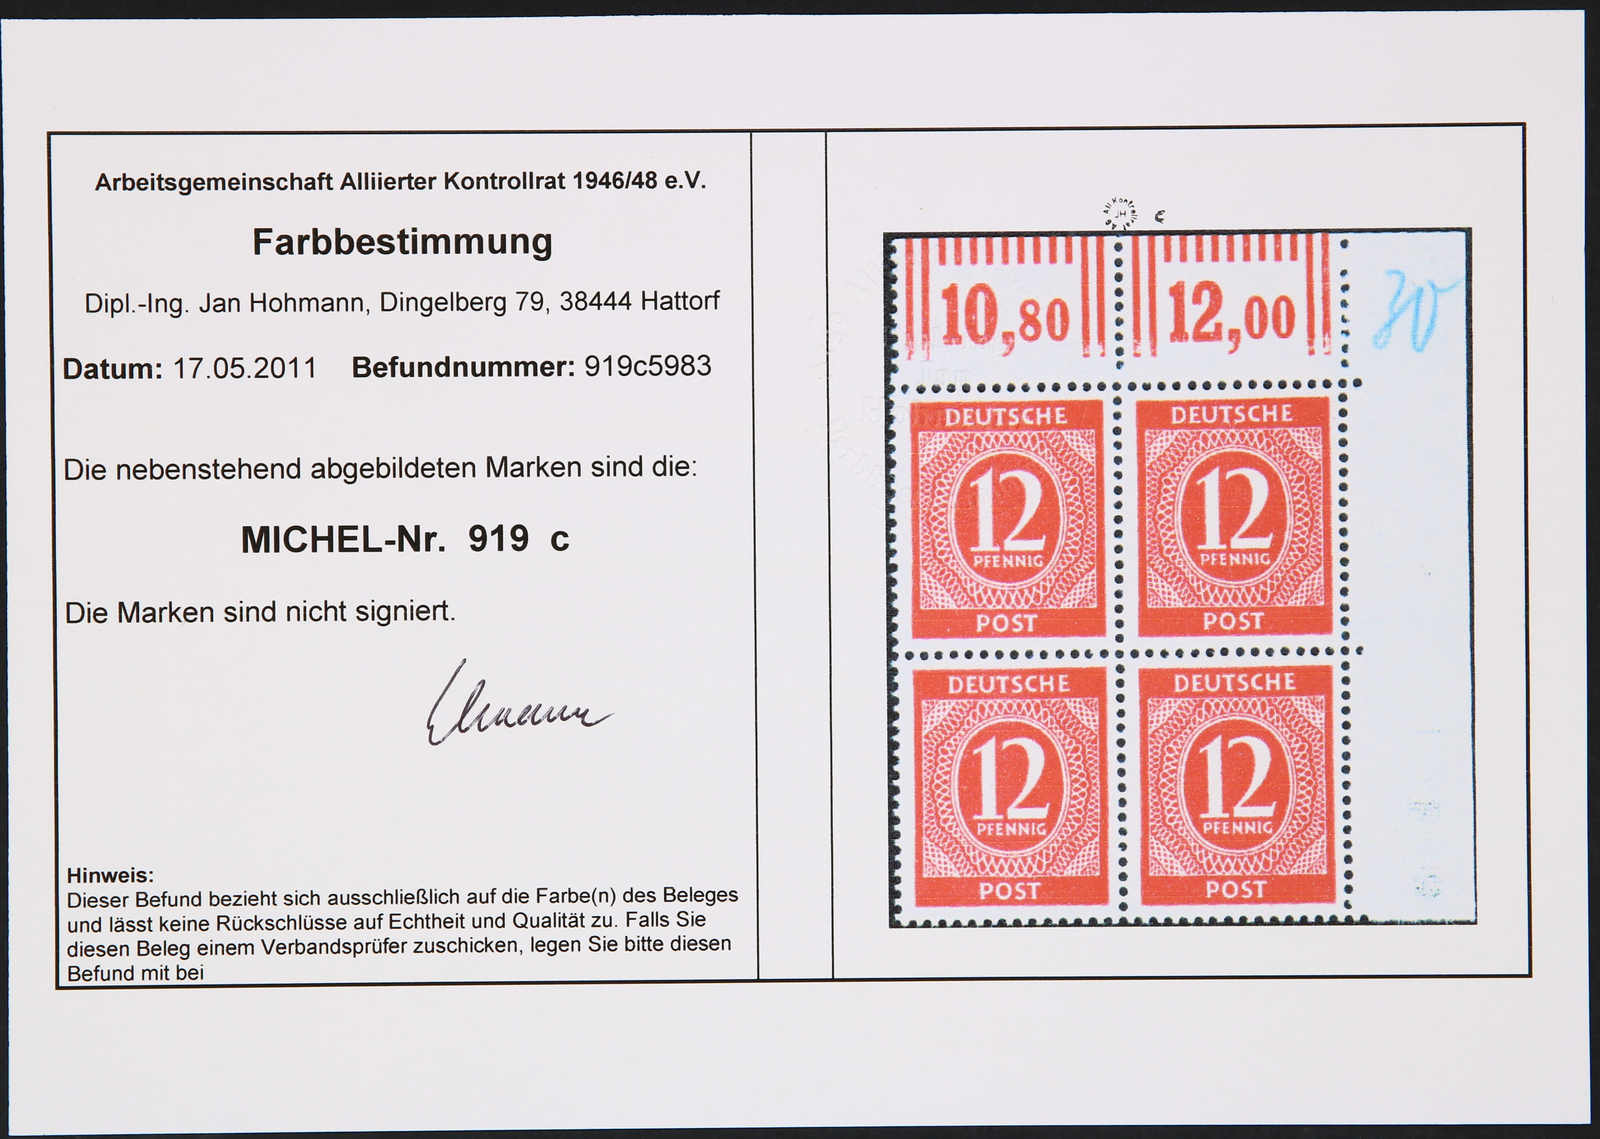 Arbeitsgemeinschaft Alliierter Kontrollrat 1946/48 e.V.
Farbbestimmung
Dipl.-Ing. Jan Hohmann, Dingelberg 79, 38444 Hattorf
Datum: 17.05.2011 Befundnummer: 919c5983
Die nebenstehend abgebildeten Marken sind die:
MICHEL-Nr. 919 c
Die Marken sind nicht signiert.
Hinweis:
Dieser Befund bezieht sich ausschließlich auf die Farbe(n) des Beleges
und lässt keine Rückschlüsse auf Echtheit und Qualität zu. Falls Sie
diesen Beleg einem Verbandsprüfer zuschicken, legen Sie bitte diesen
Befund mit bei
JH
c
10,80 12,00
DEUTSCHE DEUTSCHE
12 12
PFENNIG PFENNIG
POST POST
DEUTSCHE DEUTSCHE
12 12
PFENNIG PFENNIG
POST POST